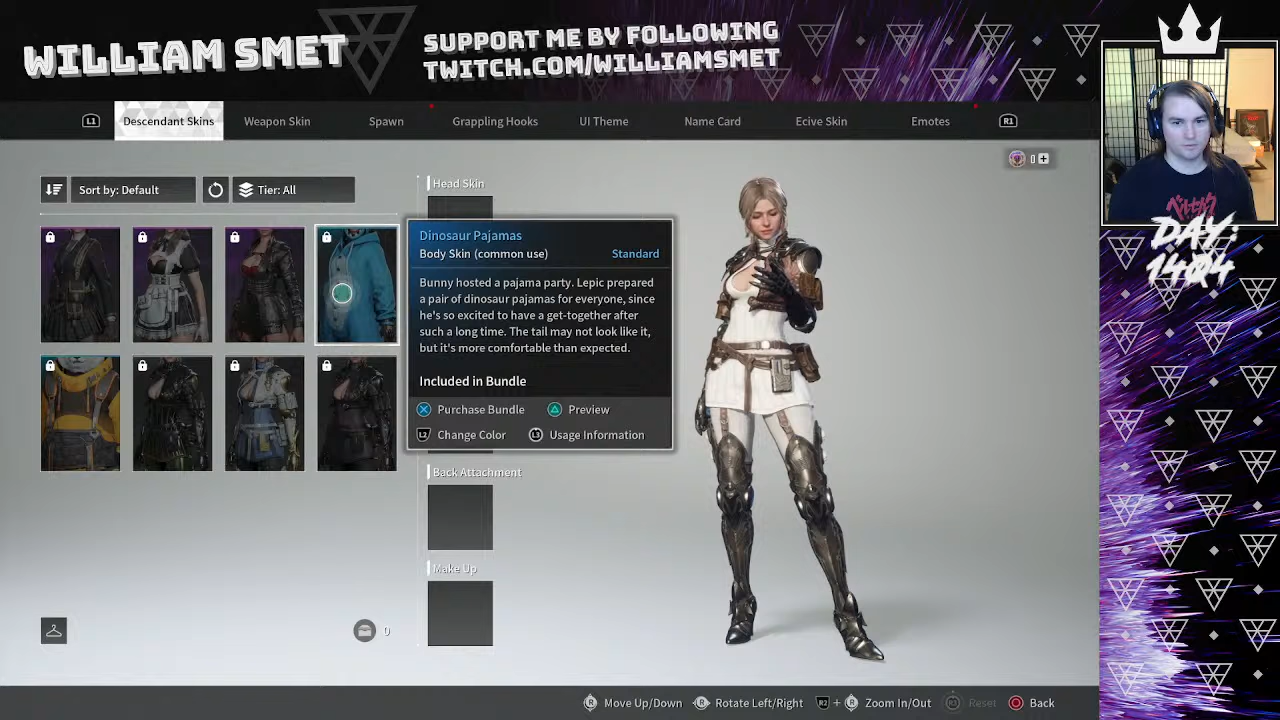 WILLIAM SMET
SUPPORT ME BY FOLLOWING
TWITCH.COM/WILLIAMSMET
L1
Descendant Skins
Weapon Skin
Spawn
Grappling Hooks
UI Theme
Name Card
Ecive Skin
Emotes
R1
0
Sort by: Default
Tier: All
Head Skin
Dinosaur Pajamas
Body Skin (common use)
Standard
Bunny hosted a pajama party. Lepic prepared
a pair of dinosaur pajamas for everyone, since
he's so excited to have a get-together after
such a long time. The tail may not look like it,
but it's more comfortable than expected.
Included in Bundle
Purchase Bundle
Preview
L2 Change Color
Usage Information
Back Attachment
Make Up
0
DAY:
1404
R Move Up/Down
Rotate Left/Right
R2 + R Zoom In/Out
Reset
Back